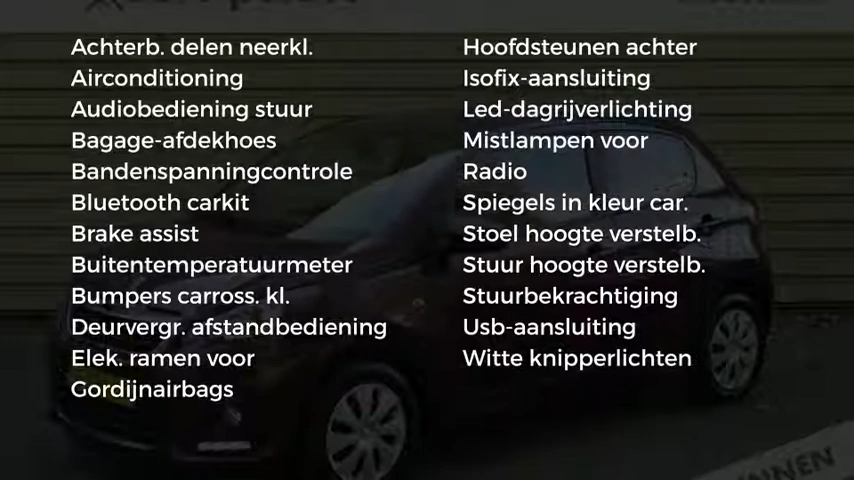 Achterb. delen neerkl.
Airconditioning
Audiobediening stuur
Bagage-afdekhoes
Bandenspanningcontrole
Bluetooth carkit
Brake assist
Buitentemperatuurmeter
Bumpers carross. kl.
Deurvergr. afstandbediening
Elek. ramen voor
Gordijnairbags
Hoofdsteunen achter
Isofix-aansluiting
Led-dagrijverlichting
Mistlampen voor
Radio
Spiegels in kleur car.
Stoel hoogte verstelb.
Stuur hoogte verstelb.
Stuurbekrachtiging
Usb-aansluiting
Witte knipperlichten